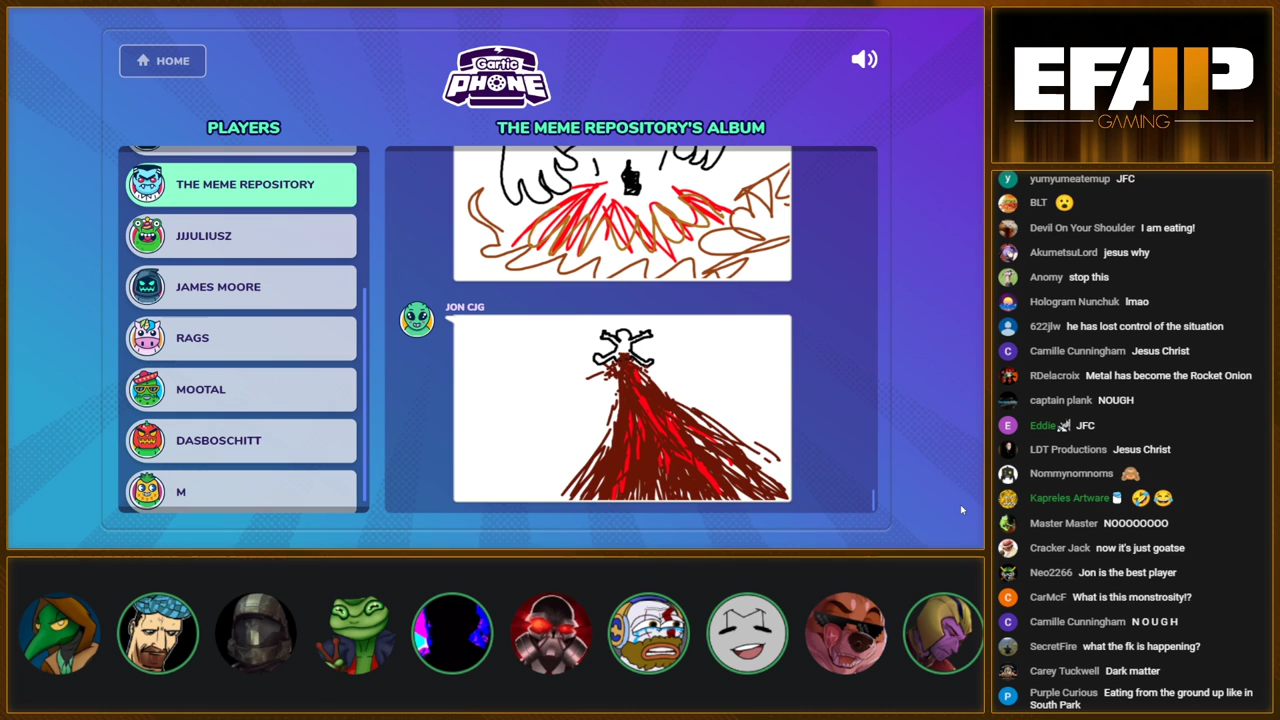 HOME
Gartic
PHONE
PLAYERS
THE MEME REPOSITORY'S ALBUM
THE MEME REPOSITORY
JJJULIUSZ
JAMES MOORE
RAGS
MOOTAL
DASBOSCHITT
M
JON CJG
EFAP
GAMING
yumyumeatemup JFC
BLT
Devil On Your Shoulder I am eating!
AkumetsuLord jesus why
Anomy stop this
Hologram Nunchuk lmao
622jlw he has lost control of the situation
Camille Cunningham Jesus Christ
RDelacroix Metal has become the Rocket Onion
captain plank NOUGH
Eddie JFC
LDT Productions Jesus Christ
Nommynomnoms
Kapreles Artware
Master Master NOOOOOOOO
Cracker Jack now it's just goatse
Neo2266 Jon is the best player
CarMcF What is this monstrosity!?
Camille Cunningham N O U G H
SecretFire what the fk is happening?
Carey Tuckwell Dark matter
Purple Curious Eating from the ground up like in
South Park